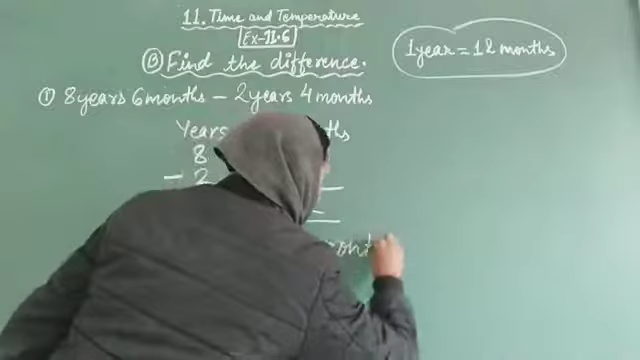 11. Time and Temperature
Ex-11.6
1 year = 12 months
B Find the difference.
① 8 years 6 months - 2 years 4 months
Years
8
- 2